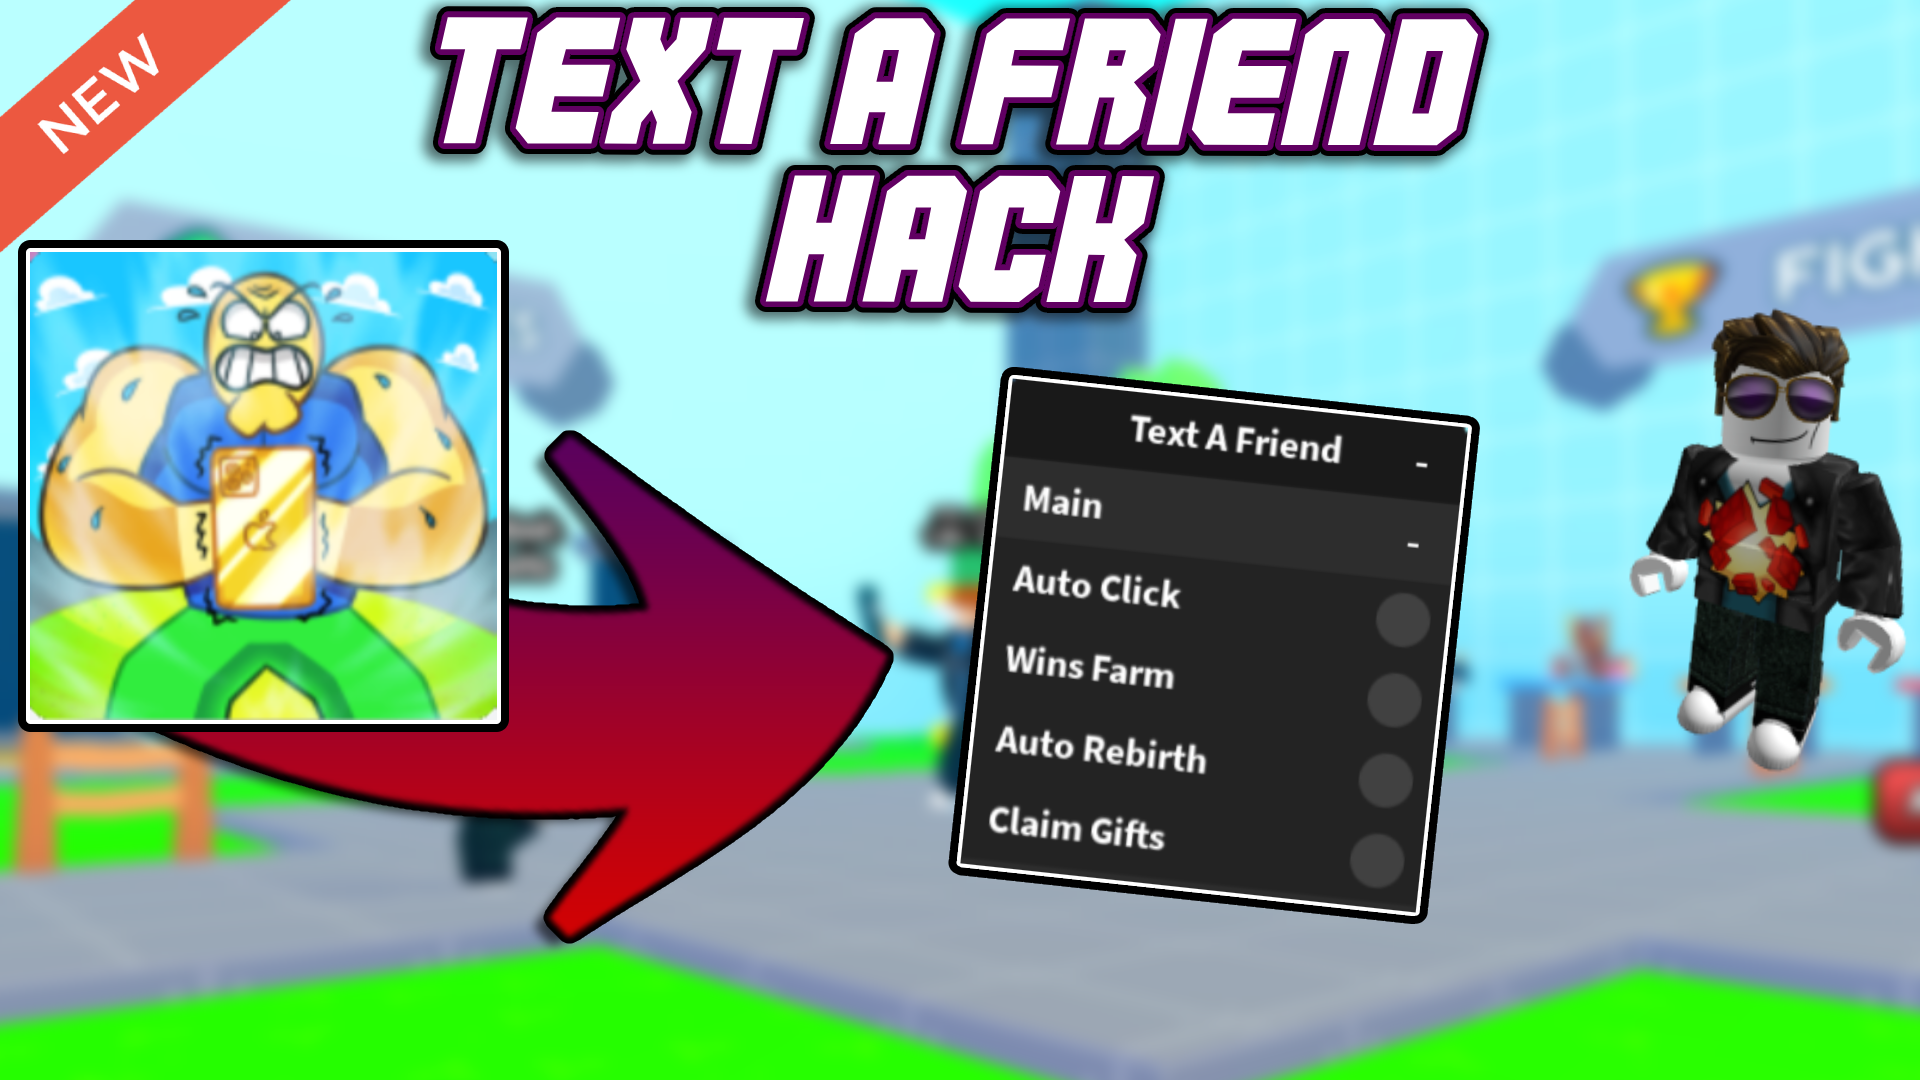 NEW
TEXT A FRIEND
HACK
Text A Friend
-
Main
-
Auto Click
Wins Farm
Auto Rebirth
Claim Gifts